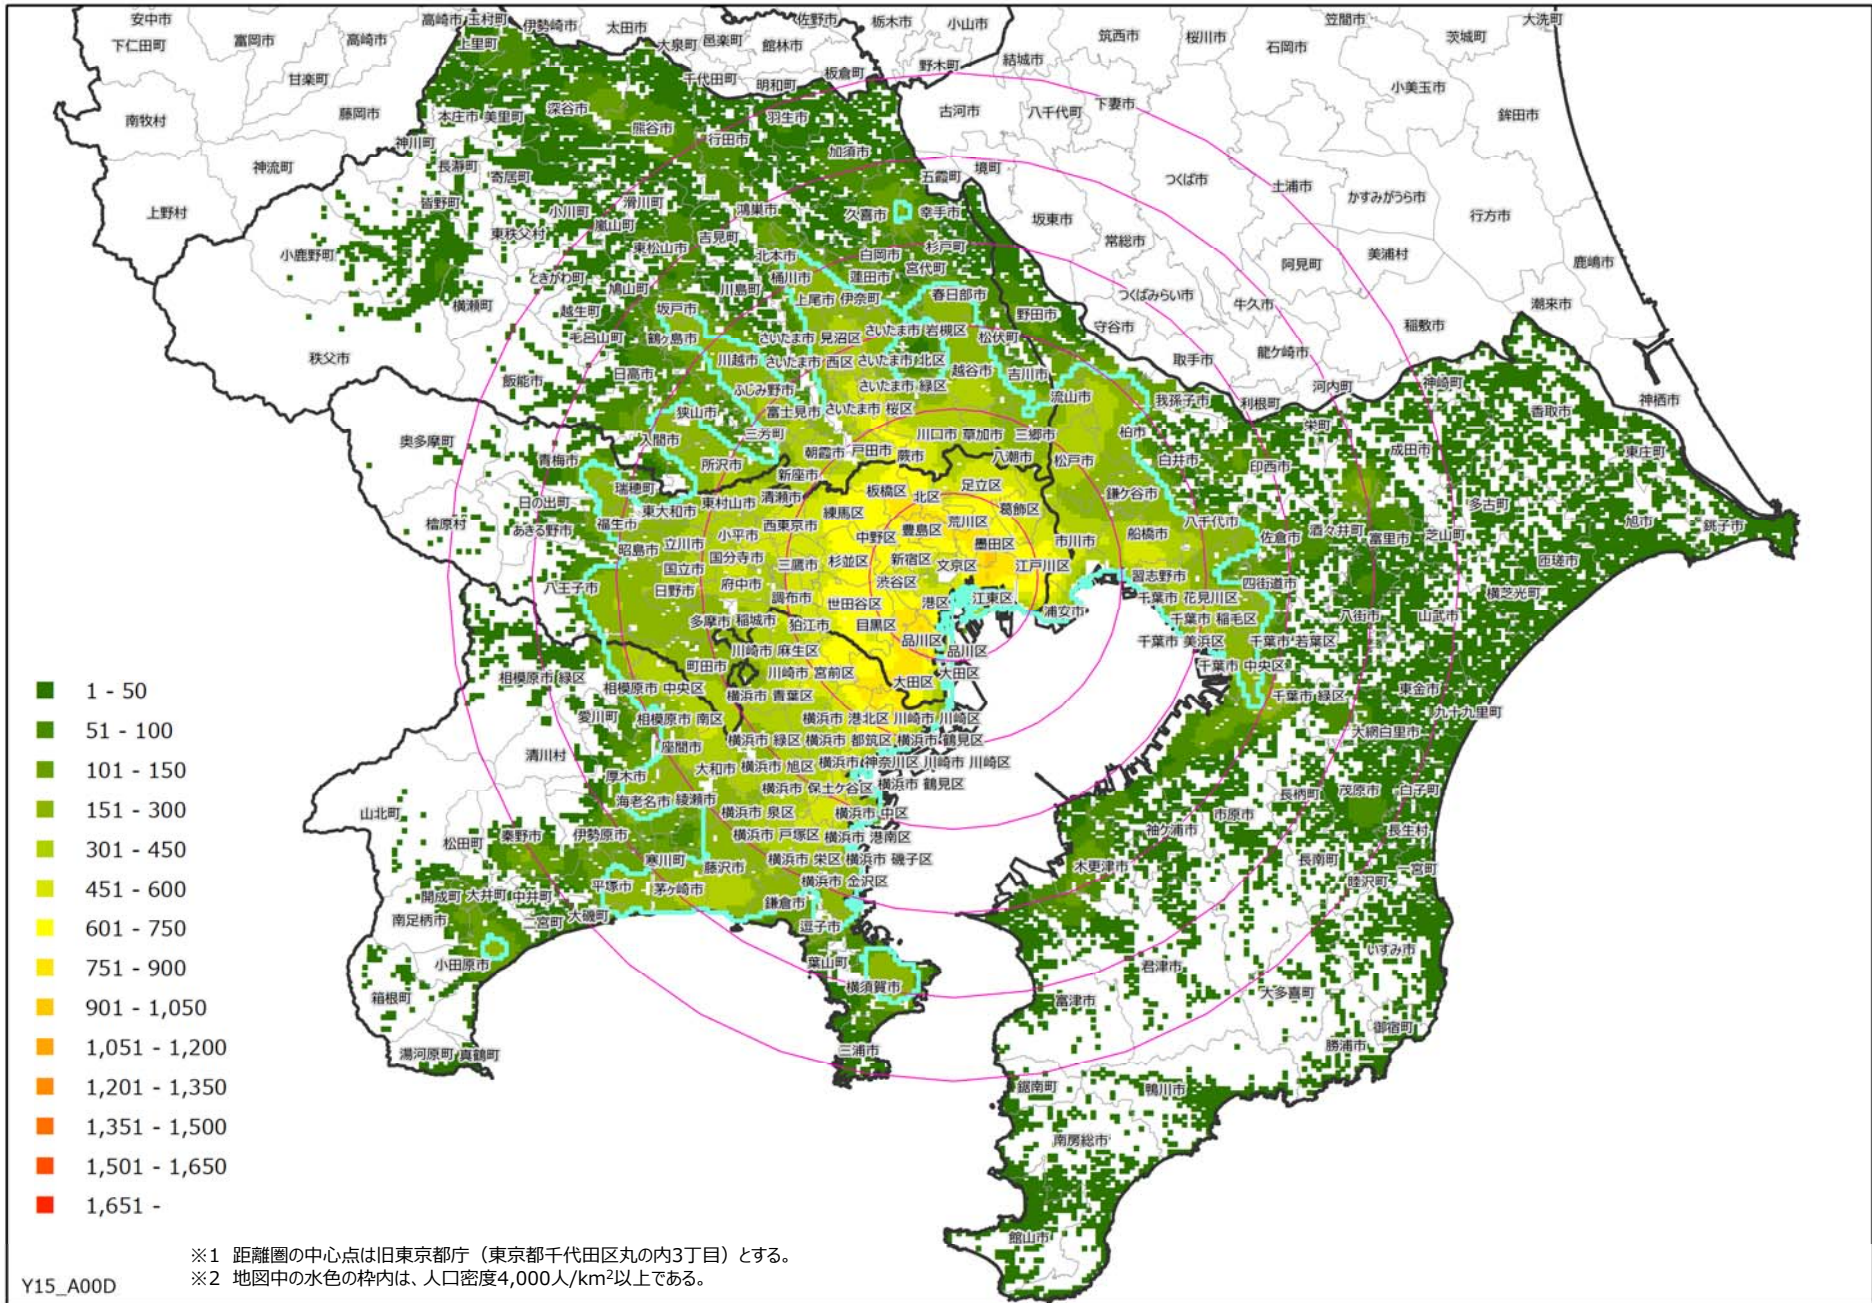 安中市
高崎市 玉村町
伊勢崎市
太田市
佐野市
栃木市
小山市
笠間市
大洗町
下仁田町
富岡市
高崎市
上里町
大泉町
邑楽町
館林市
筑西市
桜川市
石岡市
茨城町
甘楽町
千代田町
明和町
板倉町
野木町
結城市
小美玉市
南牧村
藤岡市
本庄市 美里町
深谷市
熊谷市
行田市
羽生市
古河市
八千代町
下妻市
鉾田市
神川町
神流町
長瀞町
寄居町
加須市
五霞町
境町
つくば市
土浦市
かすみがうら市
行方市
上野村
皆野町
小川町
滑川町
鴻巣市
久喜市
幸手市
坂東市
小鹿野町
東秩父村
嵐山町
東松山市
吉見町
北本市
白岡市
杉戸町
常総市
阿見町
美浦村
鹿嶋市
横瀬町
ときがわ町
鳩山町
川島町
桶川市
蓮田市
宮代町
上尾市 伊奈町
春日部市
つくばみらい市
牛久市
潮来市
越生町
坂戸市
野田市
守谷市
稲敷市
秩父市
毛呂山町
鶴ヶ島市
さいたま市 見沼区
さいたま市 岩槻区
松伏町
取手市
龍ケ崎市
飯能市
日高市
川越市
さいたま市 西区
さいたま市 北区
越谷市
吉川市
河内町
神崎町
神栖市
ふじみ野市
さいたま市 緑区
流山市
我孫子市
利根町
香取市
狭山市
富士見市
さいたま市 桜区
栄町
奥多摩町
入間市
三芳町
川口市 草加市
三郷市
柏市
成田市
東庄町
青梅市
所沢市
朝霞市
戸田市
蕨市
八潮市
松戸市
白井市
印西市
瑞穂町
新座市
日の出町
東大和市
東村山市
清瀬市
板橋区
北区
足立区
鎌ケ谷市
多古町
檜原村
あきる野市
福生市
西東京市
練馬区
豊島区
荒川区
葛飾区
船橋市
八千代市
佐倉市
酒々井町
富里市
芝山町
旭市
銚子市
昭島市
立川市
小平市
国分寺市
中野区
墨田区
市川市
国立市
三鷹市
杉並区
新宿区
文京区
江戸川区
習志野市
四街道市
匝瑳市
横芝光町
八王子市
日野市
府中市
調布市
渋谷区
世田谷区
港区
江東区
浦安市
千葉市 花見川区
八街市
山武市
多摩市 稲城市
狛江市
目黒区
品川区
千葉市 稲毛区
千葉市 美浜区
千葉市 若葉区
町田市
川崎市 麻生区
品川区
千葉市 中央区
東金市
相模原市 緑区
相模原市 中央区
川崎市 宮前区
横浜市 青葉区
大田区
大田区
千葉市 緑区
九十九里町
愛川町
相模原市 南区
横浜市 港北区
川崎市 川崎区
大網白里市
清川村
座間市
横浜市 緑区
横浜市 都筑区
横浜市 鶴見区
厚木市
大和市
横浜市 旭区
横浜市 神奈川区
川崎市 川崎区
横浜市 鶴見区
海老名市
綾瀬市
横浜市 保土ケ谷区
長柄町
茂原市
白子町
山北町
横浜市 泉区
横浜市 中区
市原市
袖ケ浦市
松田町
秦野市
伊勢原市
横浜市 戸塚区
横浜市 港南区
長生村
寒川町
藤沢市
横浜市 栄区
横浜市 磯子区
木更津市
長南町
一宮町
開成町
大井町
中井町
平塚市
茅ヶ崎市
横浜市 金沢区
睦沢町
南足柄市
二宮町
大磯町
鎌倉市
逗子市
小田原市
葉山町
横須賀市
君津市
いすみ市
箱根町
富津市
大多喜町
御宿町
湯河原町
真鶴町
三浦市
勝浦市
鋸南町
鴨川市
南房総市
館山市
1 - 50
51 - 100
101 - 150
151 - 300
301 - 450
451 - 600
601 - 750
751 - 900
901 - 1,050
1,051 - 1,200
1,201 - 1,350
1,351 - 1,500
1,501 - 1,650
1,651 -
※1 距離圏の中心点は旧東京都庁（東京都千代田区丸の内3丁目）とする。
※2 地図中の水色の枠内は、人口密度4,000人/km²以上である。
Y15_A00D